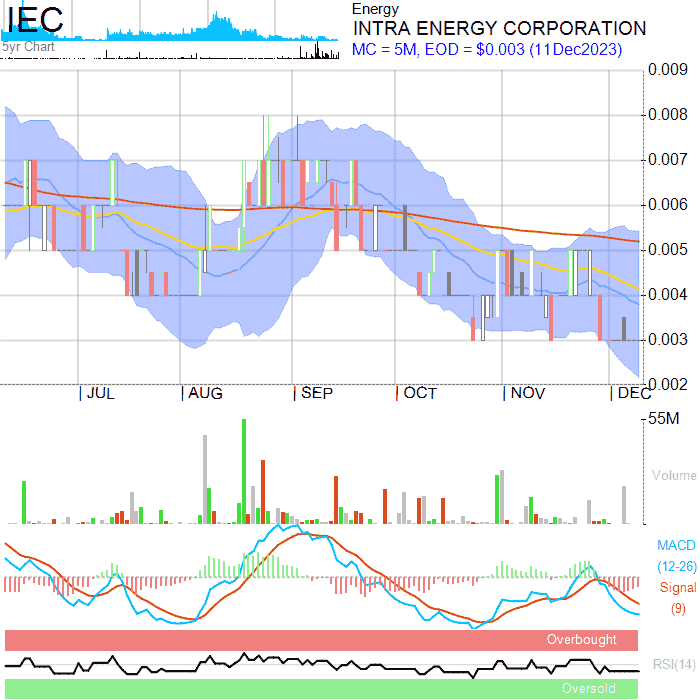 IEC
5yr Chart
Energy
INTRA ENERGY CORPORATION
MC = 5M, EOD = $0.003 (11Dec2023)
0.009
0.008
0.007
0.006
0.005
0.004
0.003
0.002
JUL
AUG
SEP
OCT
NOV
DEC
55M
Volume
MACD
(12-26)
Signal
(9)
Overbought
RSI(14)
Oversold